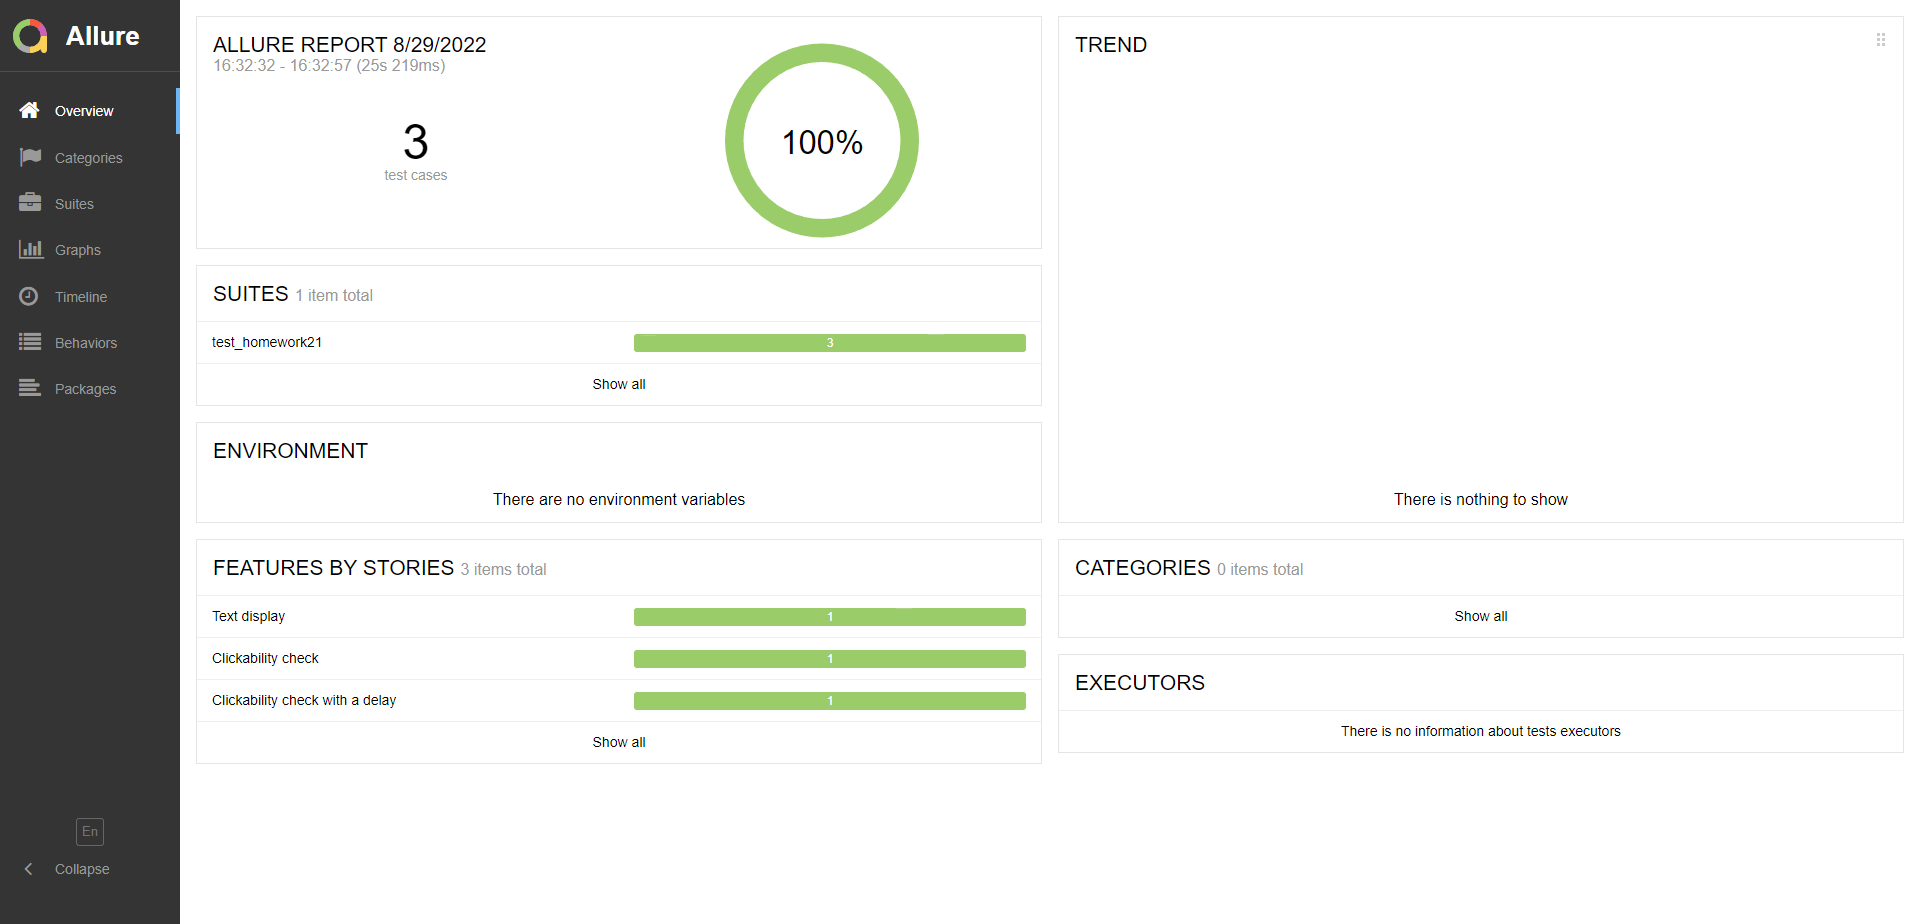 Allure
Overview
Categories
Suites
Graphs
Timeline
Behaviors
Packages
En
Collapse
ALLURE REPORT 8/29/2022
16:32:32 - 16:32:57 (25s 219ms)
3
test cases
100%
SUITES 1 item total
test_homework21 3
Show all
ENVIRONMENT
There are no environment variables
FEATURES BY STORIES 3 items total
Text display 1
Clickability check 1
Clickability check with a delay 1
Show all
TREND
There is nothing to show
CATEGORIES 0 items total
Show all
EXECUTORS
There is no information about tests executors